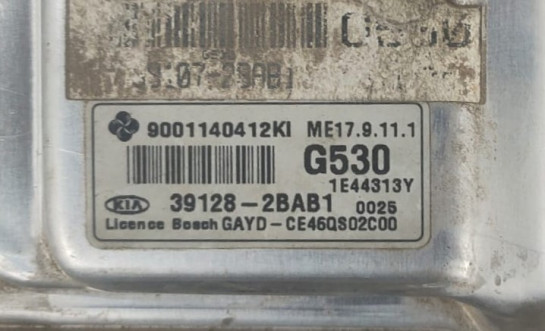 9001140412KI ME17.9.11.1
G530
1E44313Y
KIA 39128-2BAB1 0025
Licence Bosch GAYD-CE46QS02C00